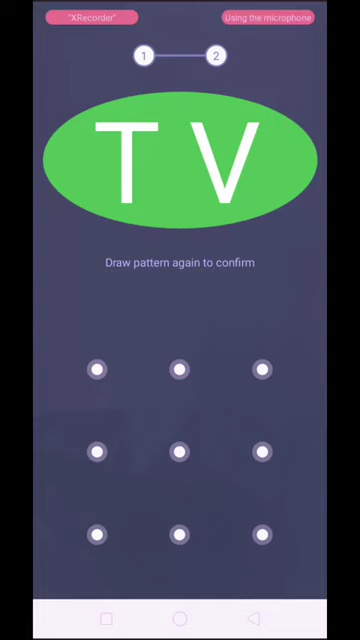 "XRecorder" Using the microphone
1 2
T V
Draw pattern again to confirm